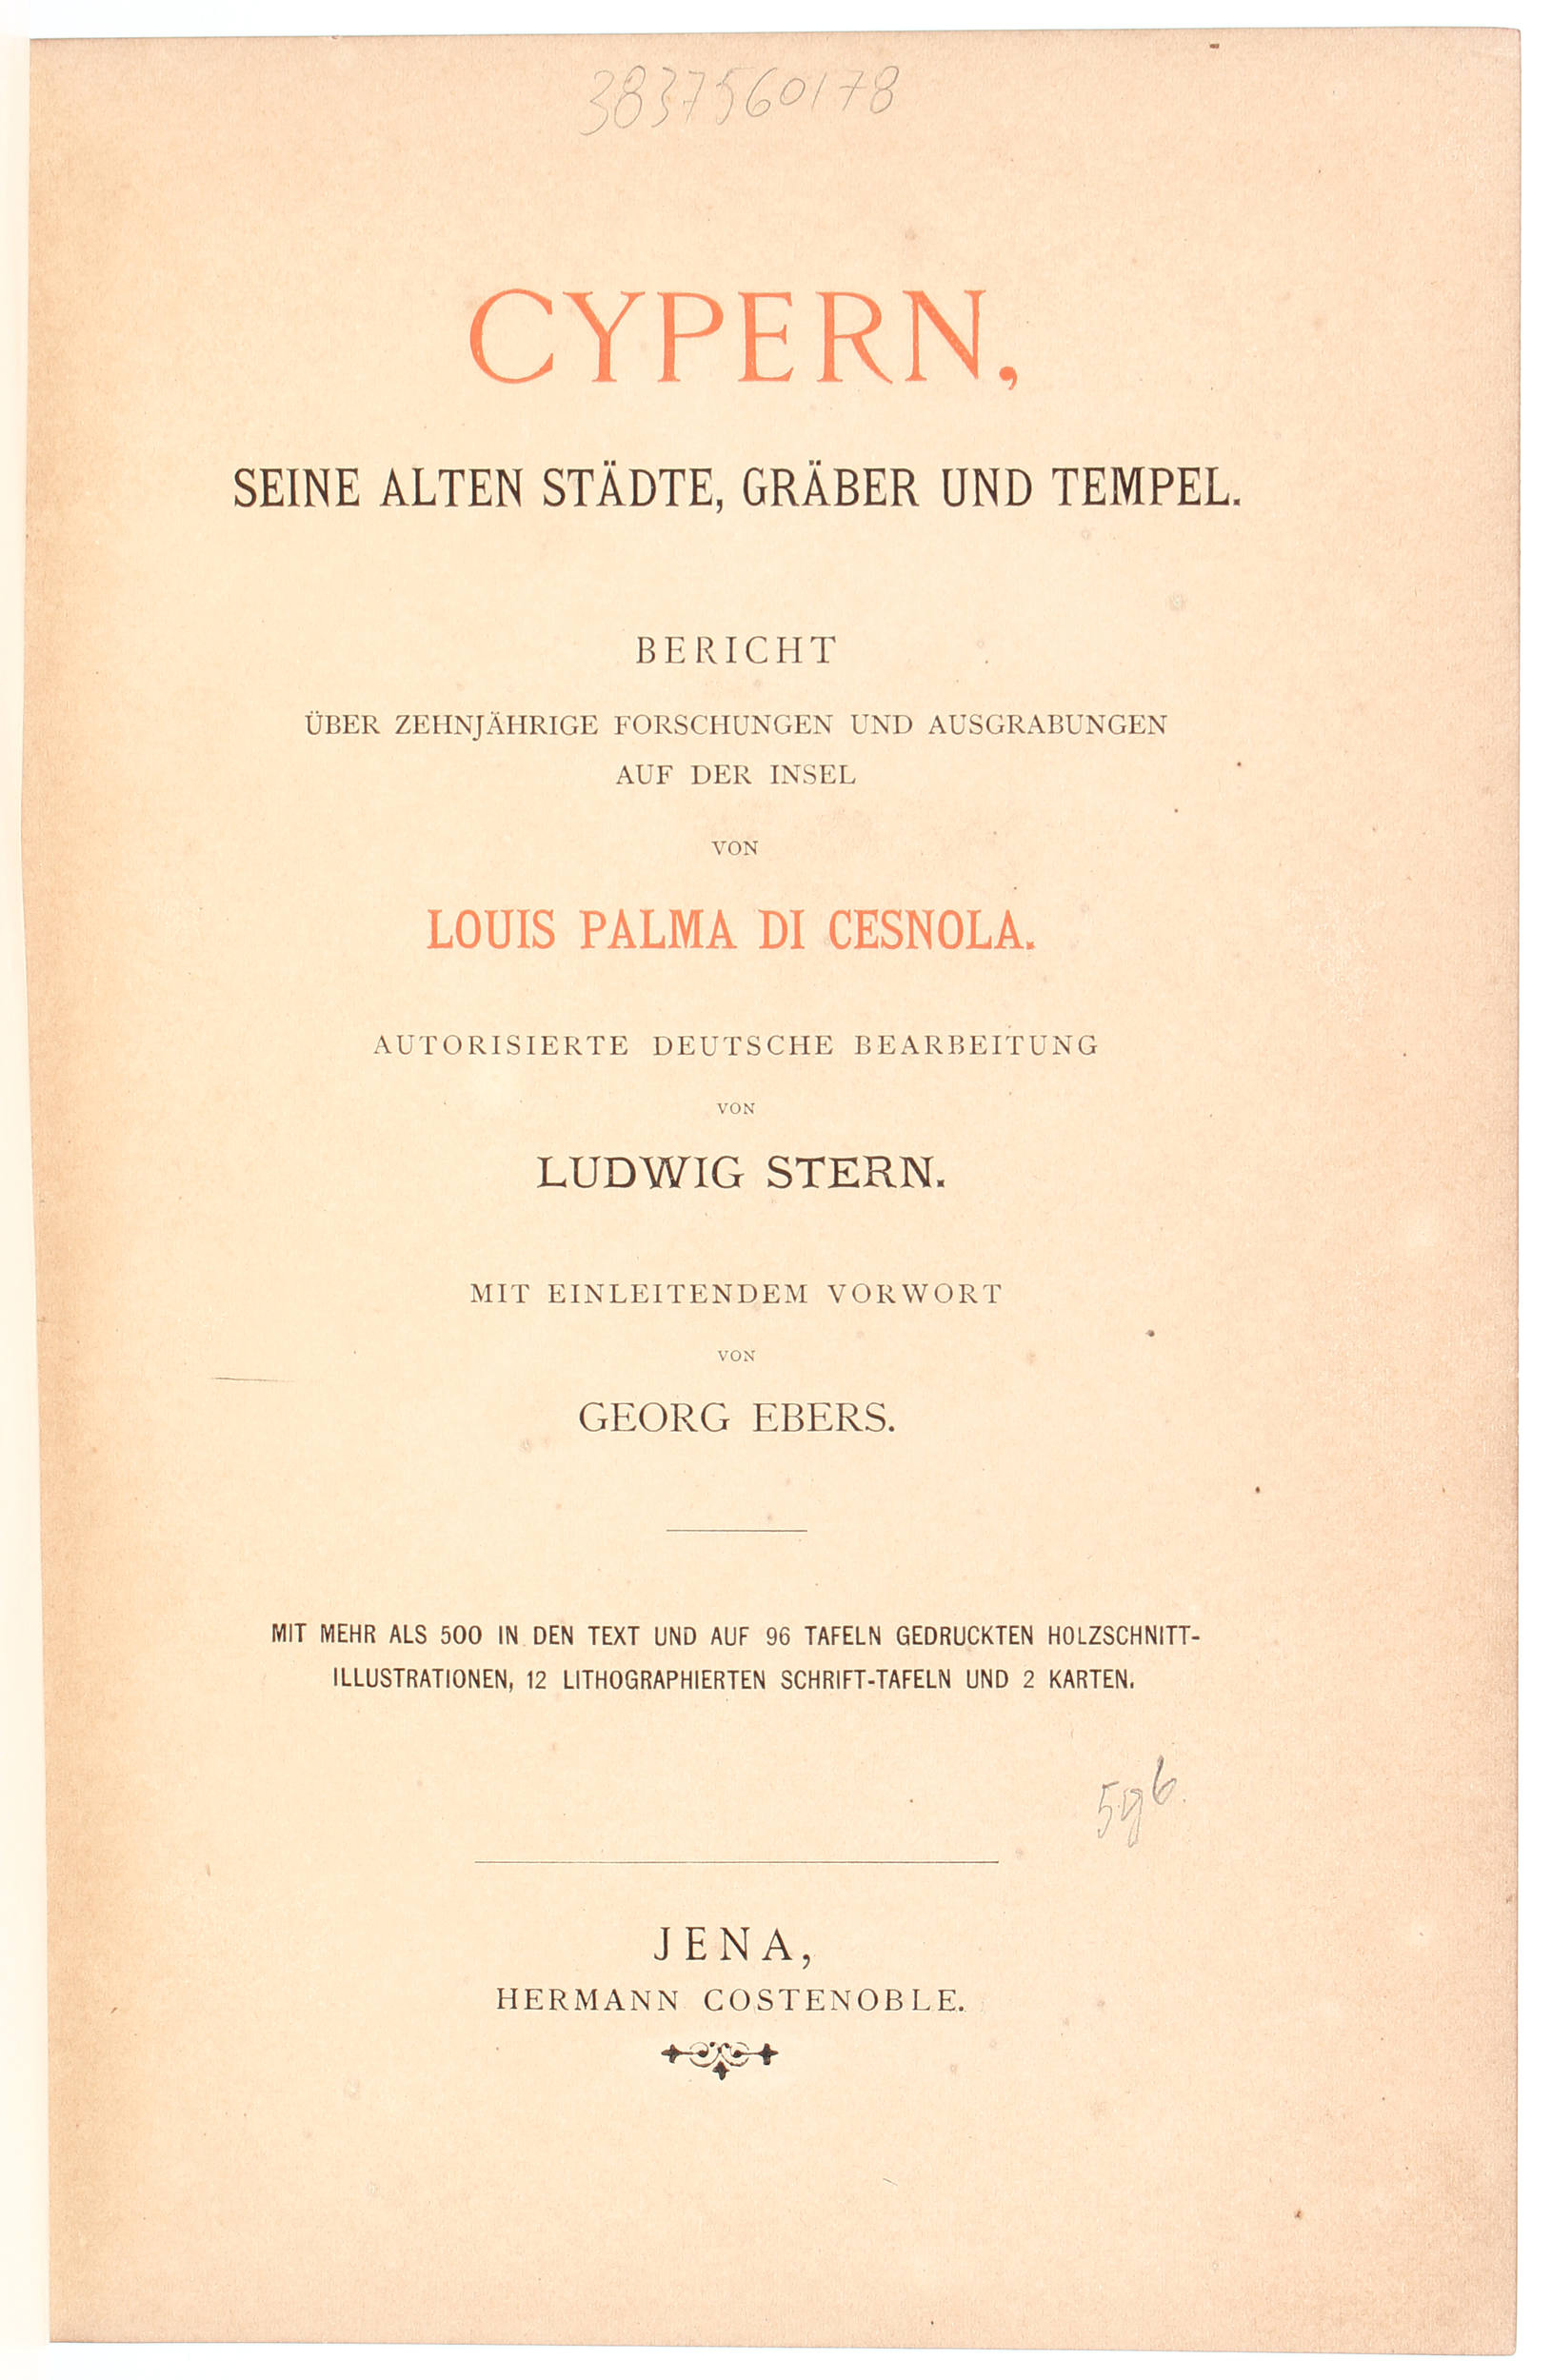 3837560178
CYPERN,
SEINE ALTEN STÄDTE, GRÄBER UND TEMPEL.
BERICHT
ÜBER ZEHNJÄHRIGE FORSCHUNGEN UND AUSGRABUNGEN
AUF DER INSEL
VON
LOUIS PALMA DI CESNOLA.
AUTORISIERTE DEUTSCHE BEARBEITUNG
VON
LUDWIG STERN.
MIT EINLEITENDEM VORWORT
VON
GEORG EBERS.
MIT MEHR ALS 500 IN DEN TEXT UND AUF 96 TAFELN GEDRUCKTEN HOLZSCHNITT-
ILLUSTRATIONEN, 12 LITHOGRAPHIERTEN SCHRIFT-TAFELN UND 2 KARTEN.
JENA,
HERMANN COSTENOBLE.